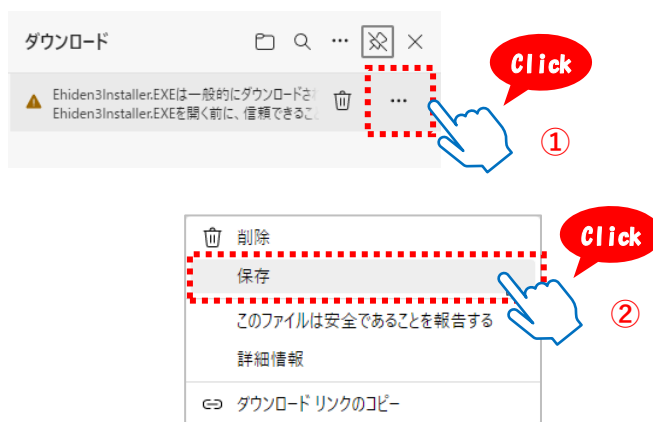 ダウンロード
Click
Ehiden3Installer.EXEは一般的にダウンロードさ
Ehiden3Installer.EXEを開く前に、信頼できるこ
①
削除
Click
保存
このファイルは安全であることを報告する
②
詳細情報
ダウンロード リンクのコピー